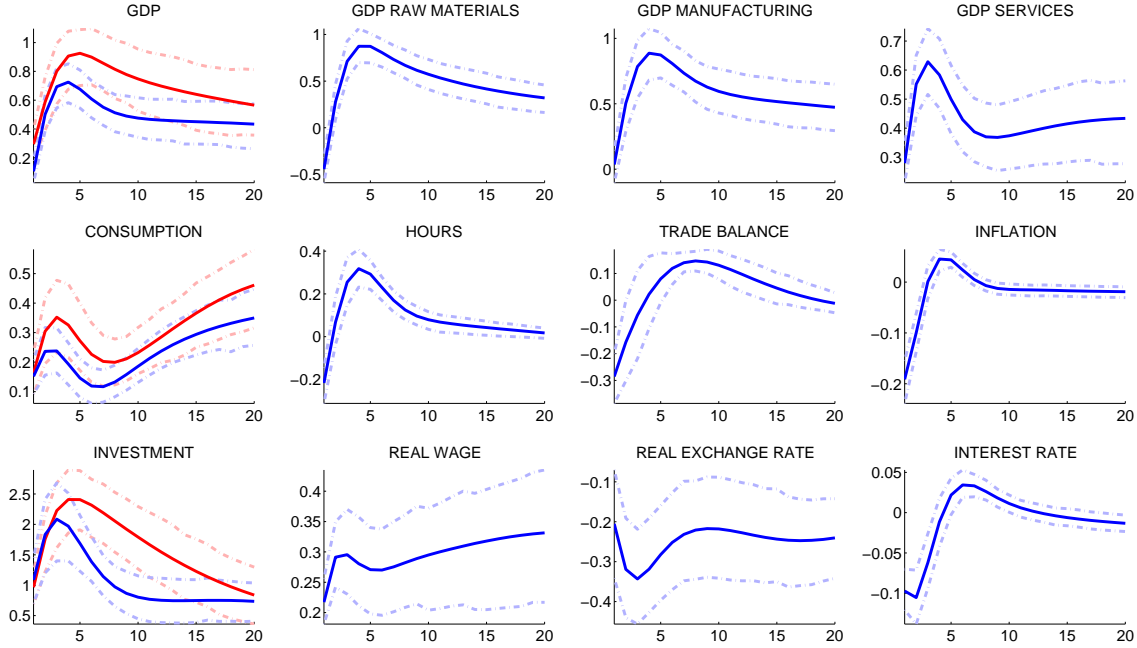 GDP
GDP RAW MATERIALS
GDP MANUFACTURING
GDP SERVICES
1
0.8
0.6
0.4
0.2
5 10 15 20
1
0.5
0
−0.5
5 10 15 20
1
0.5
0
5 10 15 20
0.7
0.6
0.5
0.4
0.3
5 10 15 20
CONSUMPTION
HOURS
TRADE BALANCE
INFLATION
0.5
0.4
0.3
0.2
0.1
5 10 15 20
0.4
0.2
0
−0.2
5 10 15 20
0.1
0
−0.1
−0.2
−0.3
5 10 15 20
0
−0.1
−0.2
5 10 15 20
INVESTMENT
REAL WAGE
REAL EXCHANGE RATE
INTEREST RATE
2.5
2
1.5
1
0.5
5 10 15 20
0.4
0.35
0.3
0.25
0.2
5 10 15 20
−0.1
−0.2
−0.3
−0.4
5 10 15 20
0.05
0
−0.05
−0.1
5 10 15 20